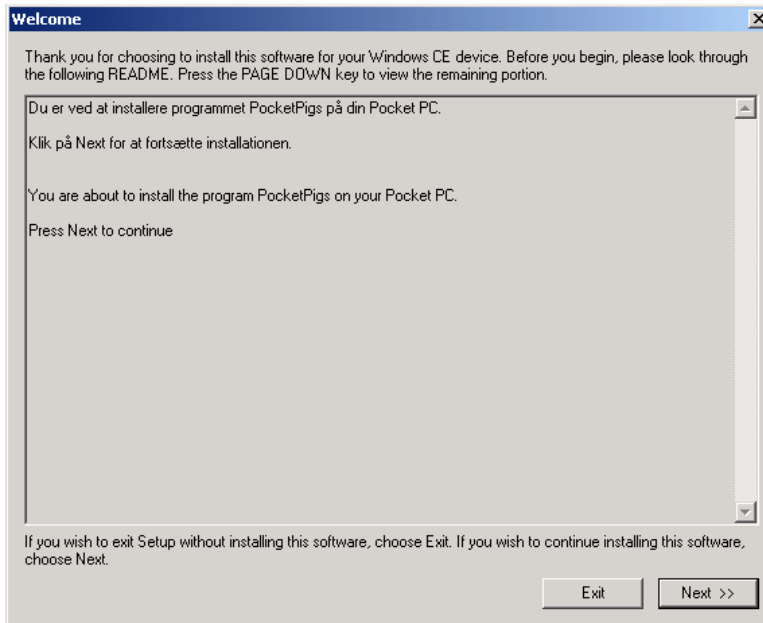 Welcome
Thank you for choosing to install this software for your Windows CE device. Before you begin, please look through
the following README. Press the PAGE DOWN key to view the remaining portion.
Du er ved at installere programmet PocketPigs på din Pocket PC.
Klik på Next for at fortsætte installationen.
You are about to install the program PocketPigs on your Pocket PC.
Press Next to continue
If you wish to exit Setup without installing this software, choose Exit. If you wish to continue installing this software,
choose Next.
Exit
Next >>